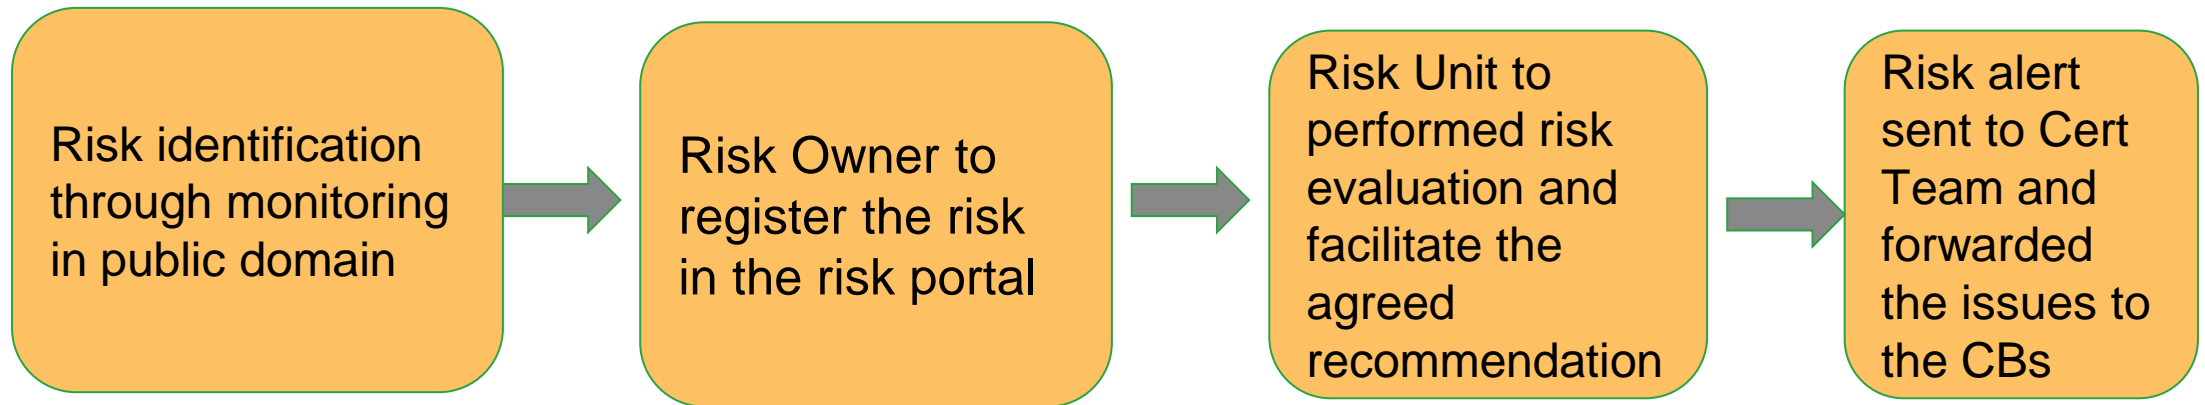 Risk identification
through monitoring
in public domain
Risk Owner to
register the risk
in the risk portal
Risk Unit to
performed risk
evaluation and
facilitate the
agreed
recommendation
Risk alert
sent to Cert
Team and
forwarded
the issues to
the CBs